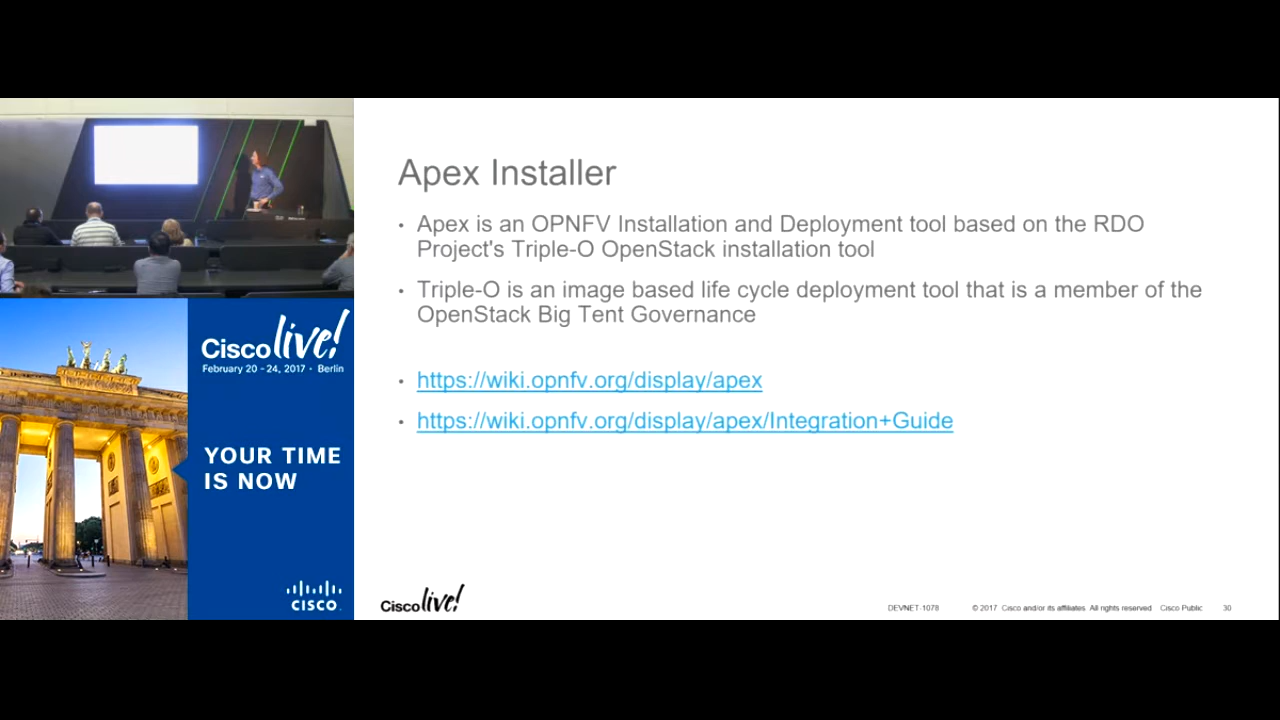 Apex Installer
• Apex is an OPNFV Installation and Deployment tool based on the RDO
Project's Triple-O OpenStack installation tool
• Triple-O is an image based life cycle deployment tool that is a member of the
OpenStack Big Tent Governance
• https://wiki.opnfv.org/display/apex
• https://wiki.opnfv.org/display/apex/Integration+Guide
Cisco live!
February 20 - 24, 2017 • Berlin
YOUR TIME
IS NOW
CISCO.
Cisco live!
DEVNET-1078 © 2017 Cisco and/or its affiliates. All rights reserved. Cisco Public 30